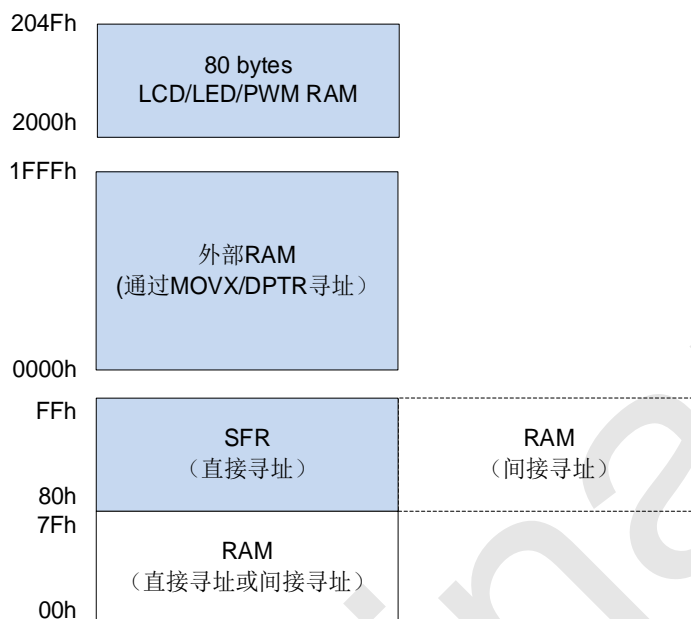 204Fh
80 bytes
LCD/LED/PWM RAM
2000h
1FFFh
外部RAM
(通过MOVX/DPTR寻址）
0000h
FFh
SFR
（直接寻址）
RAM
（间接寻址）
80h
7Fh
RAM
（直接寻址或间接寻址）
00h